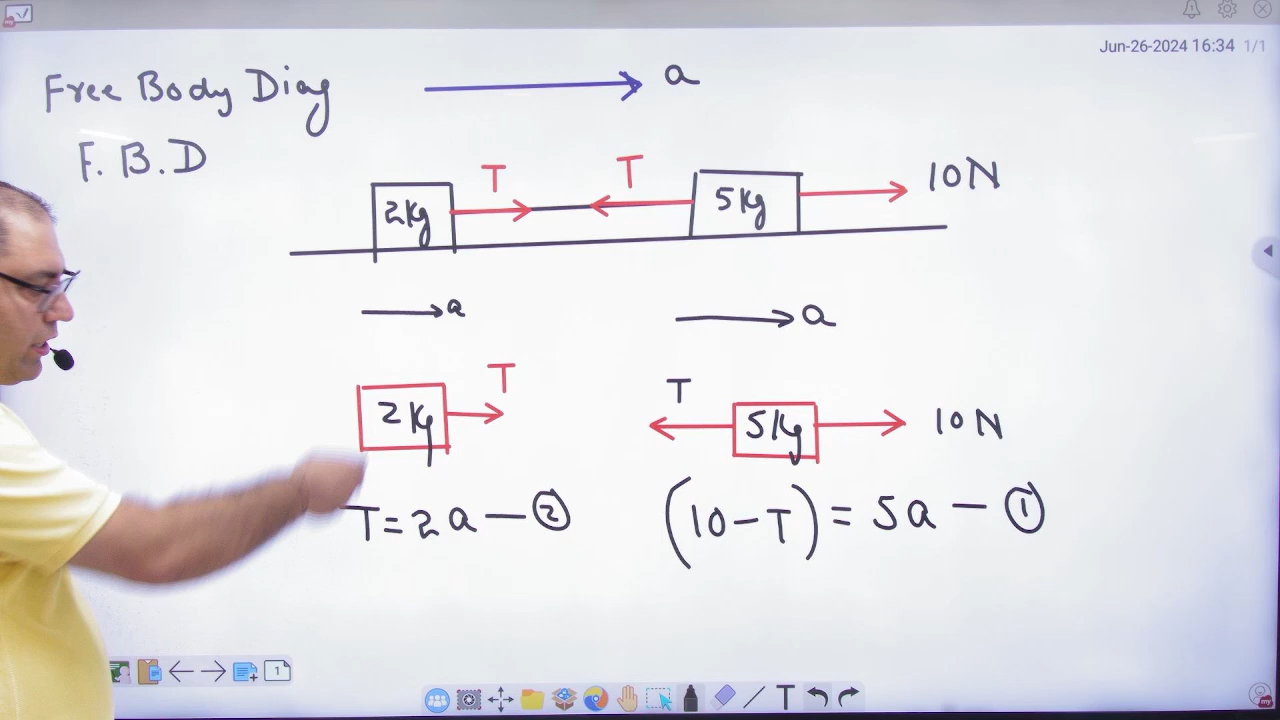 Jun-26-2024 16:34 1/1
Free Body Diag
a
F. B. D
T T 10N
2kg 5kg
a a
T T
2kg 5kg 10N
T=2a-② (10-T)=5a-①
1
T